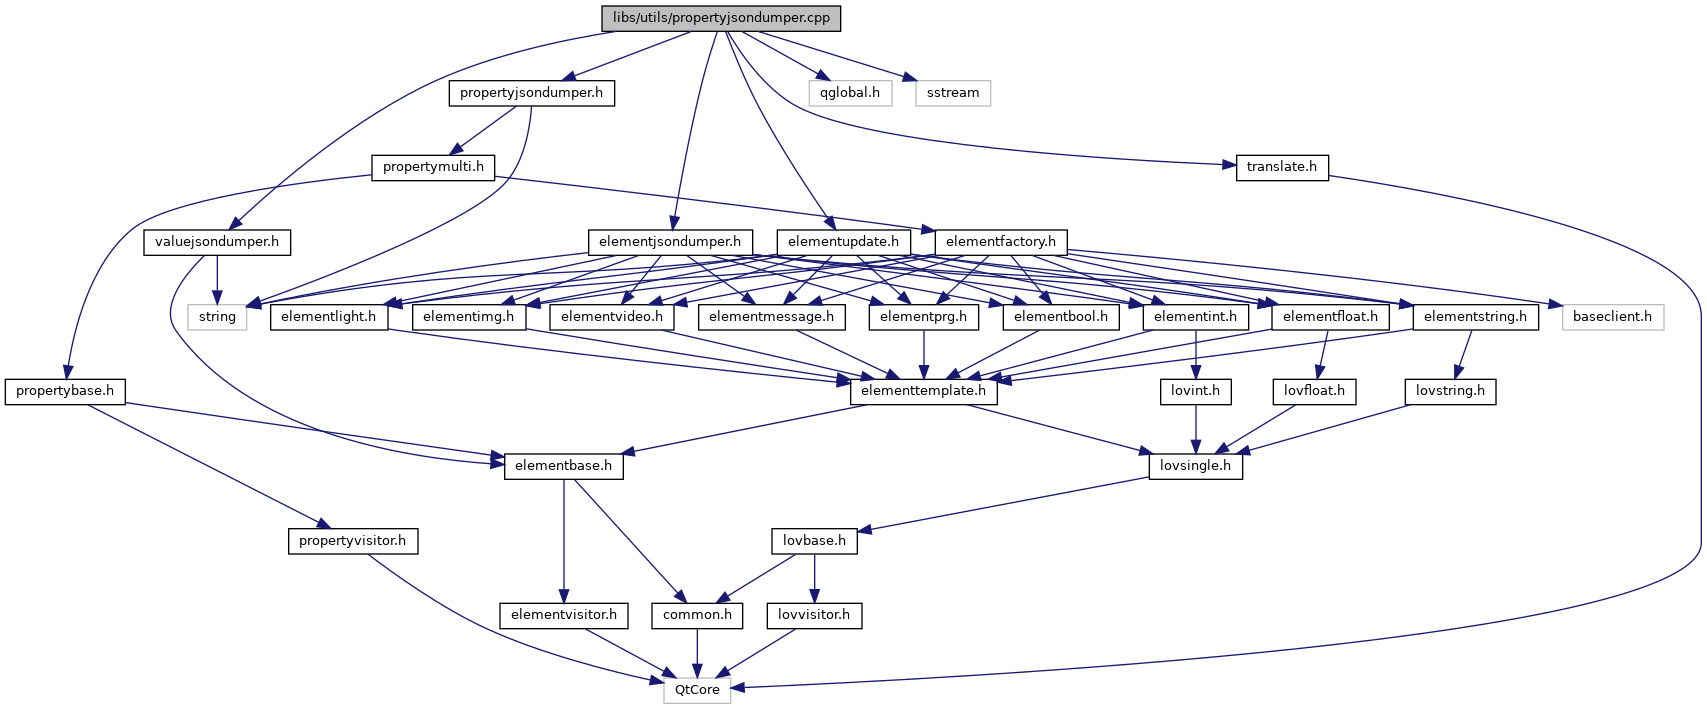 libs/utils/propertyjsondumper.cpp
propertyjsondumper.h
qglobal.h
sstream
propertymulti.h
translate.h
valuejsondumper.h
elementjsondumper.h
elementupdate.h
elementfactory.h
string
elementlight.h
elementimg.h
elementvideo.h
elementmessage.h
elementprg.h
elementbool.h
elementint.h
elementfloat.h
elementstring.h
baseclient.h
propertybase.h
elementtemplate.h
lovint.h
lovfloat.h
lovstring.h
elementbase.h
lovsingle.h
propertyvisitor.h
lovbase.h
elementvisitor.h
common.h
lovvisitor.h
QtCore